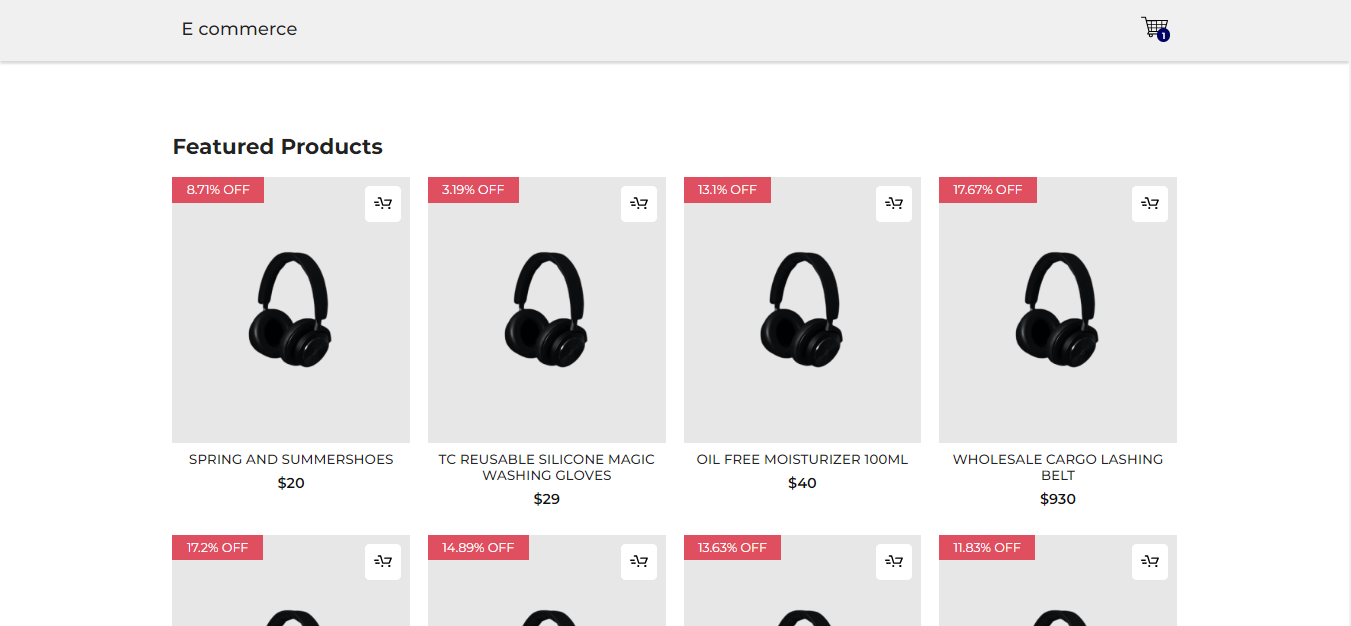 E commerce
1
Featured Products
8.71% OFF
3.19% OFF
13.1% OFF
17.67% OFF
SPRING AND SUMMERSHOES
$20
TC REUSABLE SILICONE MAGIC
WASHING GLOVES
$29
OIL FREE MOISTURIZER 100ML
$40
WHOLESALE CARGO LASHING
BELT
$930
17.2% OFF
14.89% OFF
13.63% OFF
11.83% OFF